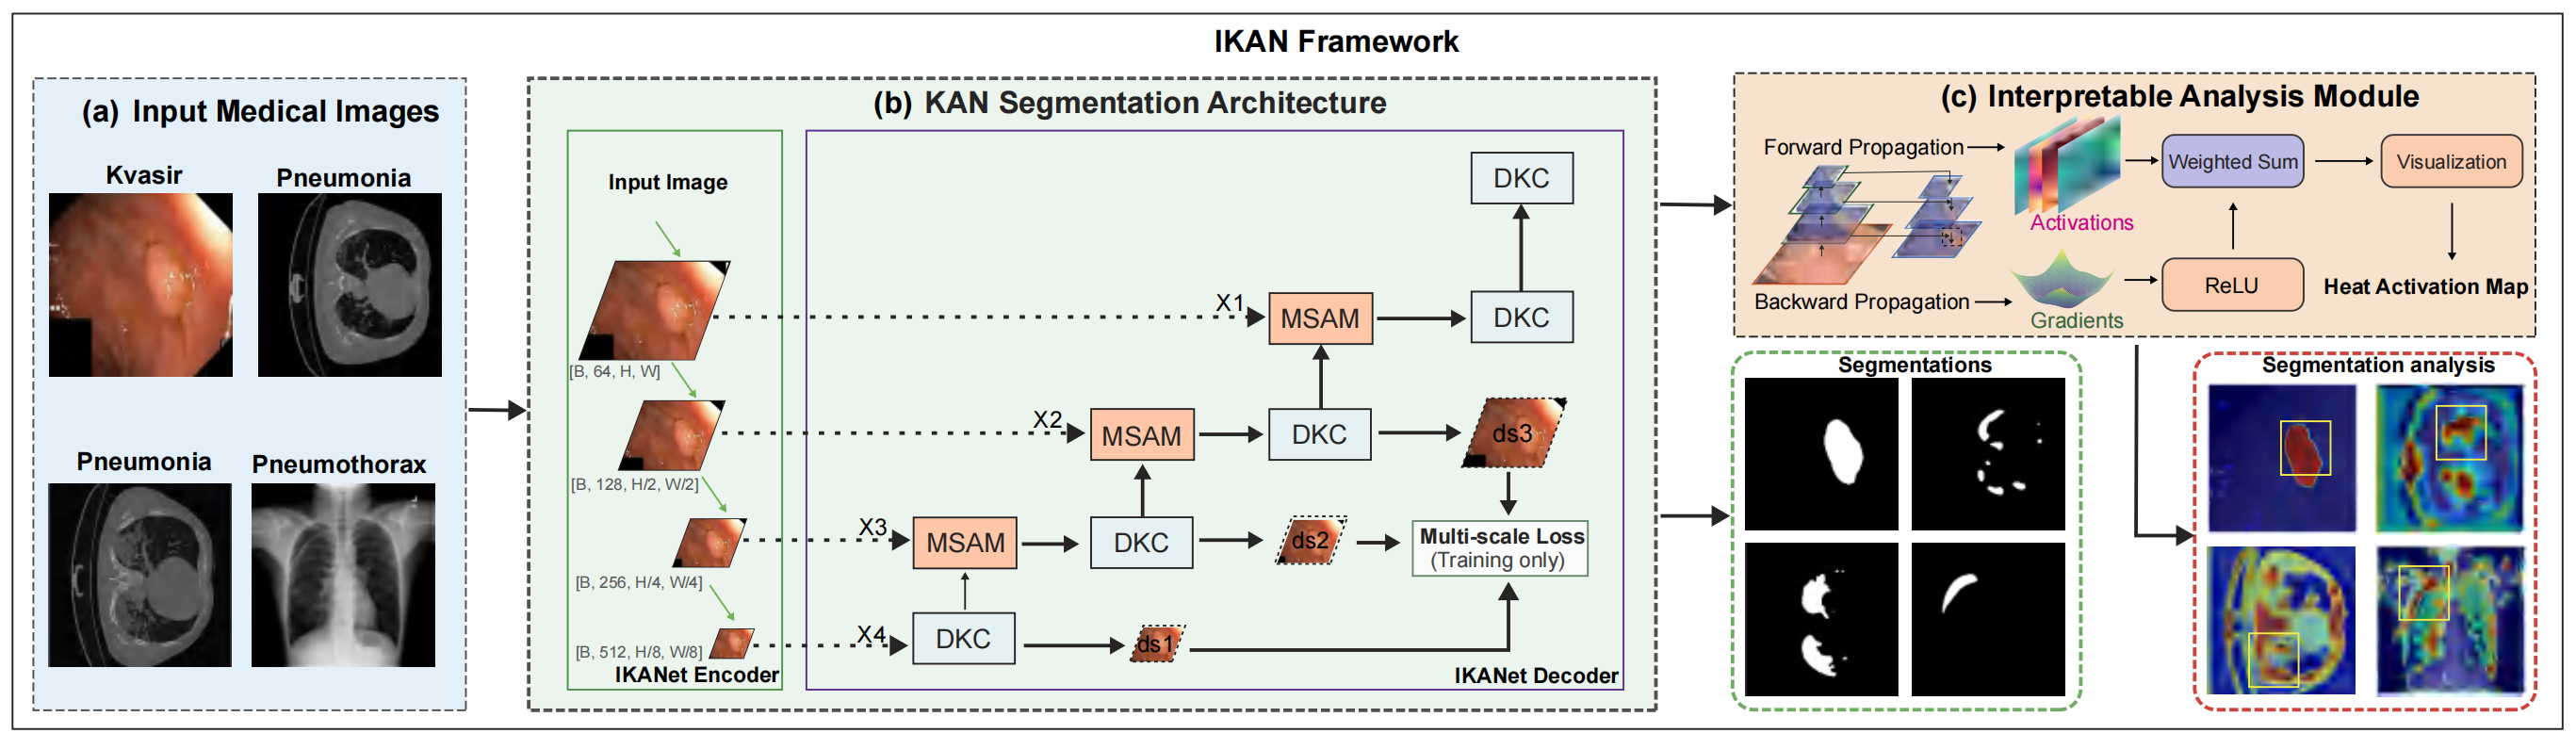 IKAN Framework
(a) Input Medical Images
Kvasir
Pneumonia
Pneumonia
Pneumothorax
(b) KAN Segmentation Architecture
Input Image
[B, 64, H, W]
[B, 128, H/2, W/2]
[B, 256, H/4, W/4]
[B, 512, H/8, W/8]
IKANet Encoder
DKC
X1
MSAM
DKC
X2
MSAM
DKC
ds3
X3
MSAM
DKC
ds2
Multi-scale Loss
(Training only)
X4
DKC
ds1
IKANet Decoder
(c) Interpretable Analysis Module
Forward Propagation
Activations
Weighted Sum
Visualization
Backward Propagation
Gradients
ReLU
Heat Activation Map
Segmentations
Segmentation analysis